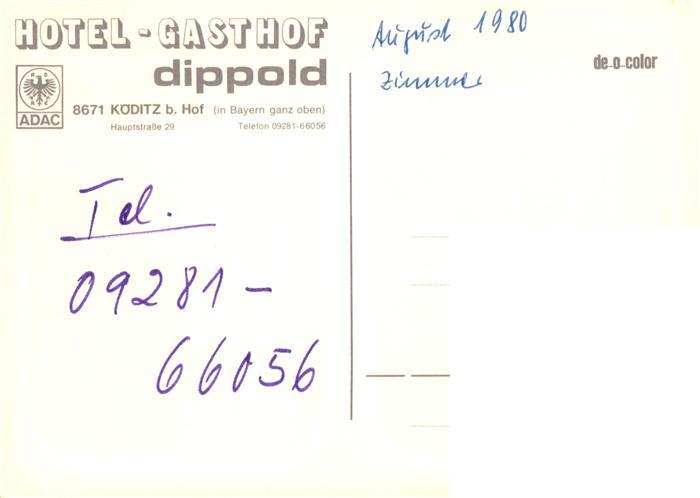 HOTEL - GASTHOF
dippold
ADAC
8671 KÖDITZ b. Hof (in Bayern ganz oben)
Hauptstraße 29 Telefon 09281-66056
August 1980
Zimmer
de-o-color
Tel.
09281-
66056